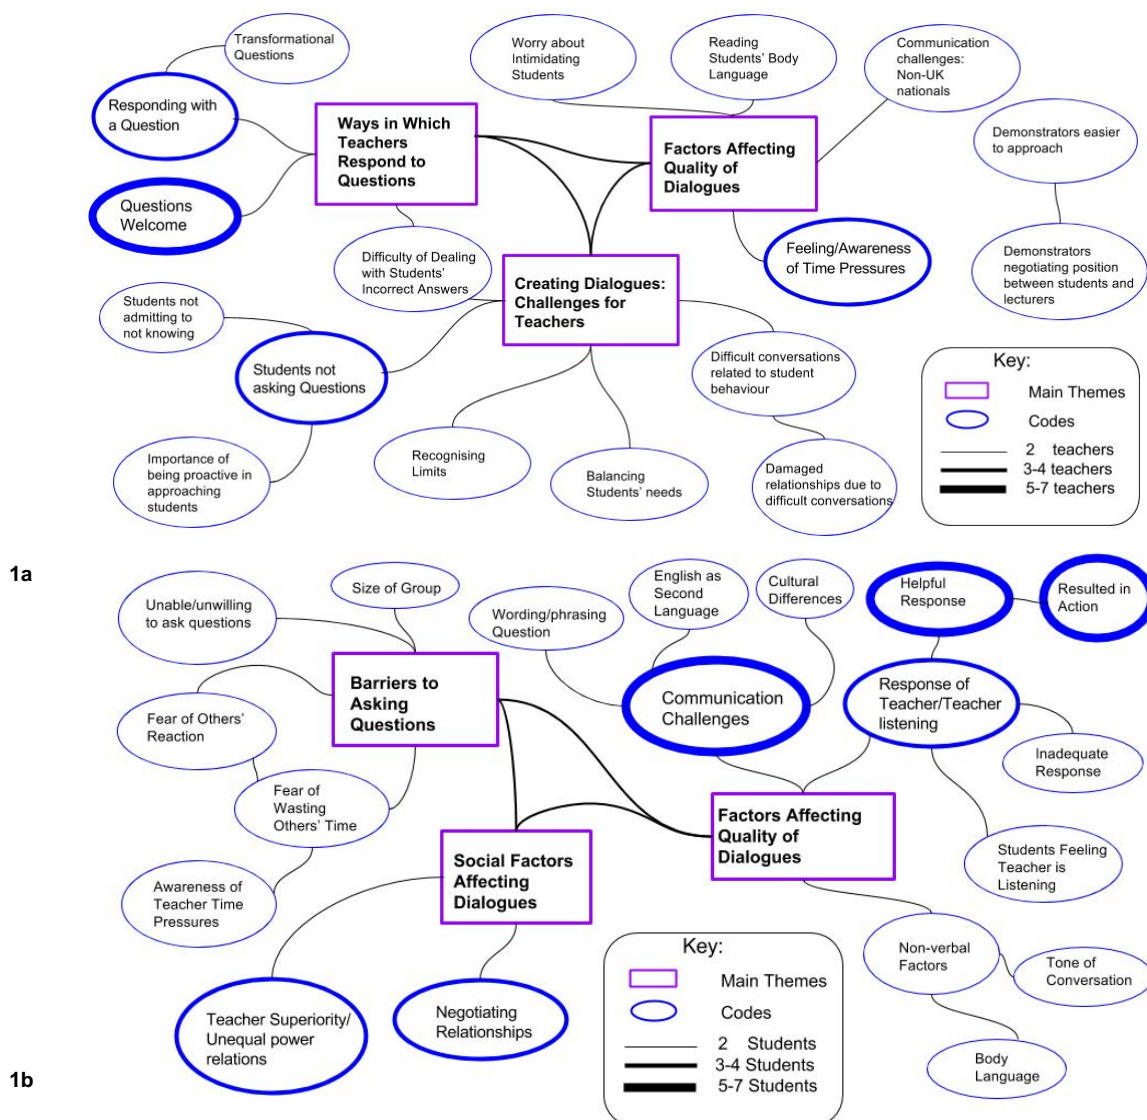 Transformational
Questions
Responding with
a Question
Questions
Welcome
Ways in Which
Teachers
Respond to
Questions
Worry about
Intimidating
Students
Reading
Students' Body
Language
Communication
challenges:
Non-UK
nationals
Factors Affecting
Quality of
Dialogues
Demonstrators easier
to approach
Demonstrators
negotiating position
between students and
lecturers
Feeling/Awareness
of Time Pressures
Difficulty of Dealing
with Students'
Incorrect Answers
Creating Dialogues:
Challenges for
Teachers
Students not
admitting to
not knowing
Students not
asking Questions
Importance of
being proactive in
approaching
students
Recognising
Limits
Balancing
Students' needs
Difficult conversations
related to student
behaviour
Damaged
relationships due to
difficult conversations
Key:
Main Themes
Codes
2 teachers
3-4 teachers
5-7 teachers
1a
Unable/unwilling
to ask questions
Size of Group
Wording/phrasing
Question
English as
Second
Language
Cultural
Differences
Helpful
Response
Resulted in
Action
Barriers to
Asking
Questions
Communication
Challenges
Response of
Teacher/Teacher
listening
Fear of Others'
Reaction
Inadequate
Response
Fear of
Wasting
Others' Time
Factors Affecting
Quality of
Dialogues
Social Factors
Affecting
Dialogues
Students Feeling
Teacher is
Listening
Awareness of
Teacher Time
Pressures
Non-verbal
Factors
Tone of
Conversation
Body
Language
Teacher Superiority/
Unequal power
relations
Negotiating
Relationships
Key:
Main Themes
Codes
2 Students
3-4 Students
5-7 Students
1b